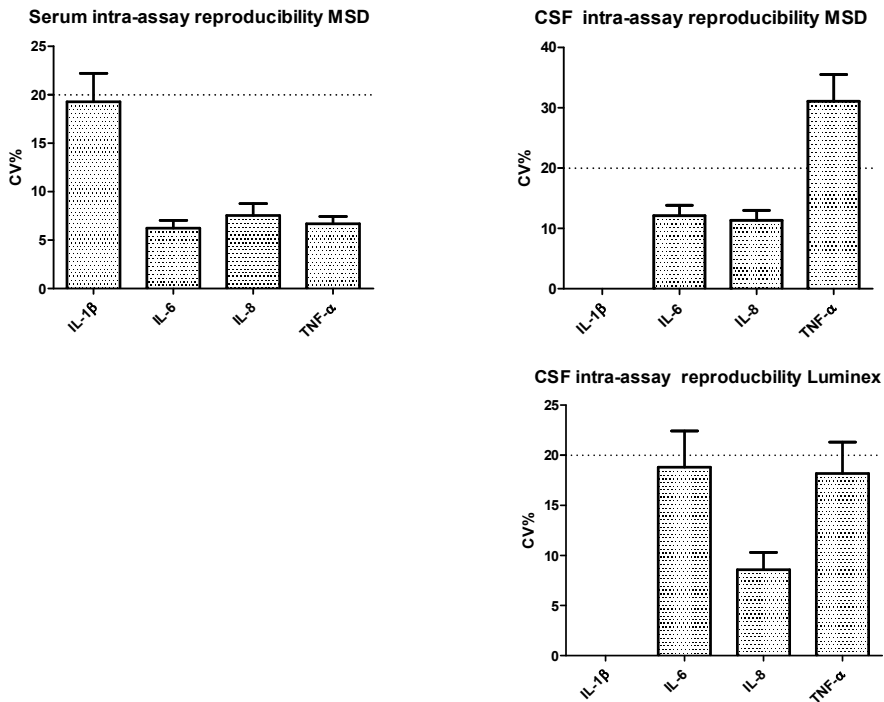 Serum intra-assay reproducibility MSD
25
20
15
10
5
0
CV%
IL-1β
IL-6
IL-8
TNF-α
CSF intra-assay reproducibility MSD
40
30
20
10
0
CV%
IL-1β
IL-6
IL-8
TNF-α
CSF intra-assay reproducbility Luminex
25
20
15
10
5
0
CV%
IL-1β
IL-6
IL-8
TNF-α